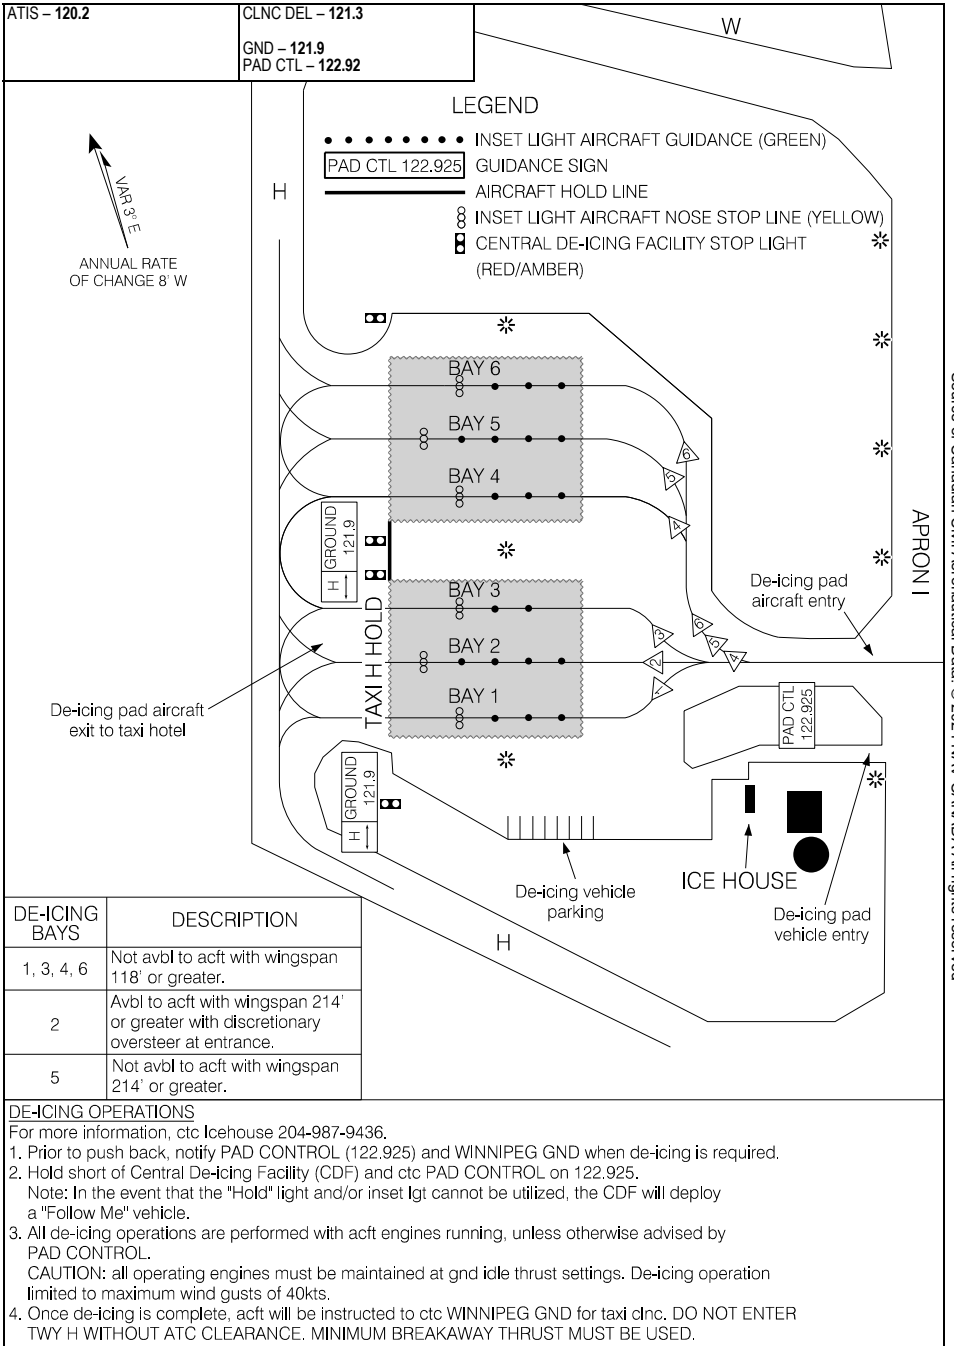 ATIS – 120.2
CLNC DEL – 121.3
GND – 121.9
PAD CTL – 122.92
W
LEGEND
INSET LIGHT AIRCRAFT GUIDANCE (GREEN)
PAD CTL 122.925
GUIDANCE SIGN
AIRCRAFT HOLD LINE
INSET LIGHT AIRCRAFT NOSE STOP LINE (YELLOW)
CENTRAL DE-ICING FACILITY STOP LIGHT
(RED/AMBER)
H
VAR 3° E
ANNUAL RATE
OF CHANGE 8' W
BAY 6
BAY 5
BAY 4
6
5
4
GROUND
121.9
H
APRON I
De-icing pad
aircraft entry
BAY 3
BAY 2
BAY 1
3
2
1
6
5
4
TAXI H HOLD
De-icing pad aircraft
exit to taxi hotel
PAD CTL
122.925
GROUND
121.9
H
ICE HOUSE
De-icing vehicle
parking
De-icing pad
vehicle entry
H
DE-ICING
BAYS
DESCRIPTION
1, 3, 4, 6
Not avbl to acft with wingspan
118' or greater.
2
Avbl to acft with wingspan 214'
or greater with discretionary
oversteer at entrance.
5
Not avbl to acft with wingspan
214' or greater.
DE-ICING OPERATIONS
For more information, ctc Icehouse 204-987-9436.
1. Prior to push back, notify PAD CONTROL (122.925) and WINNIPEG GND when de-icing is required.
2. Hold short of Central De-icing Facility (CDF) and ctc PAD CONTROL on 122.925.
Note: In the event that the "Hold" light and/or inset lgt cannot be utilized, the CDF will deploy
a "Follow Me" vehicle.
3. All de-icing operations are performed with acft engines running, unless otherwise advised by
PAD CONTROL.
CAUTION: all operating engines must be maintained at gnd idle thrust settings. De-icing operation
limited to maximum wind gusts of 40kts.
4. Once de-icing is complete, acft will be instructed to ctc WINNIPEG GND for taxi clnc. DO NOT ENTER
TWY H WITHOUT ATC CLEARANCE. MINIMUM BREAKAWAY THRUST MUST BE USED.